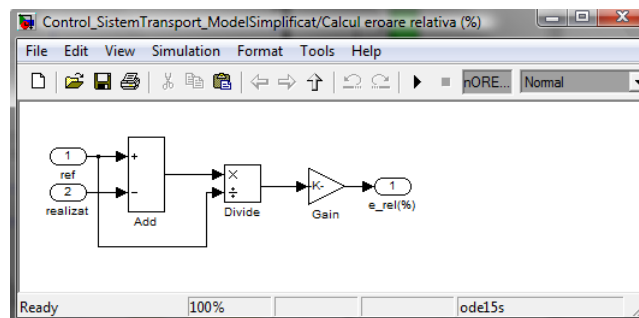 Control_SistemTransport_ModelSimplificat/Calcul eroare relativa (%)
File Edit View Simulation Format Tools Help
nORE... Normal
1
ref
2
realizat
+
−
Add
×
÷
Divide
-K-
Gain
1
e_rel(%)
Ready 100% ode15s